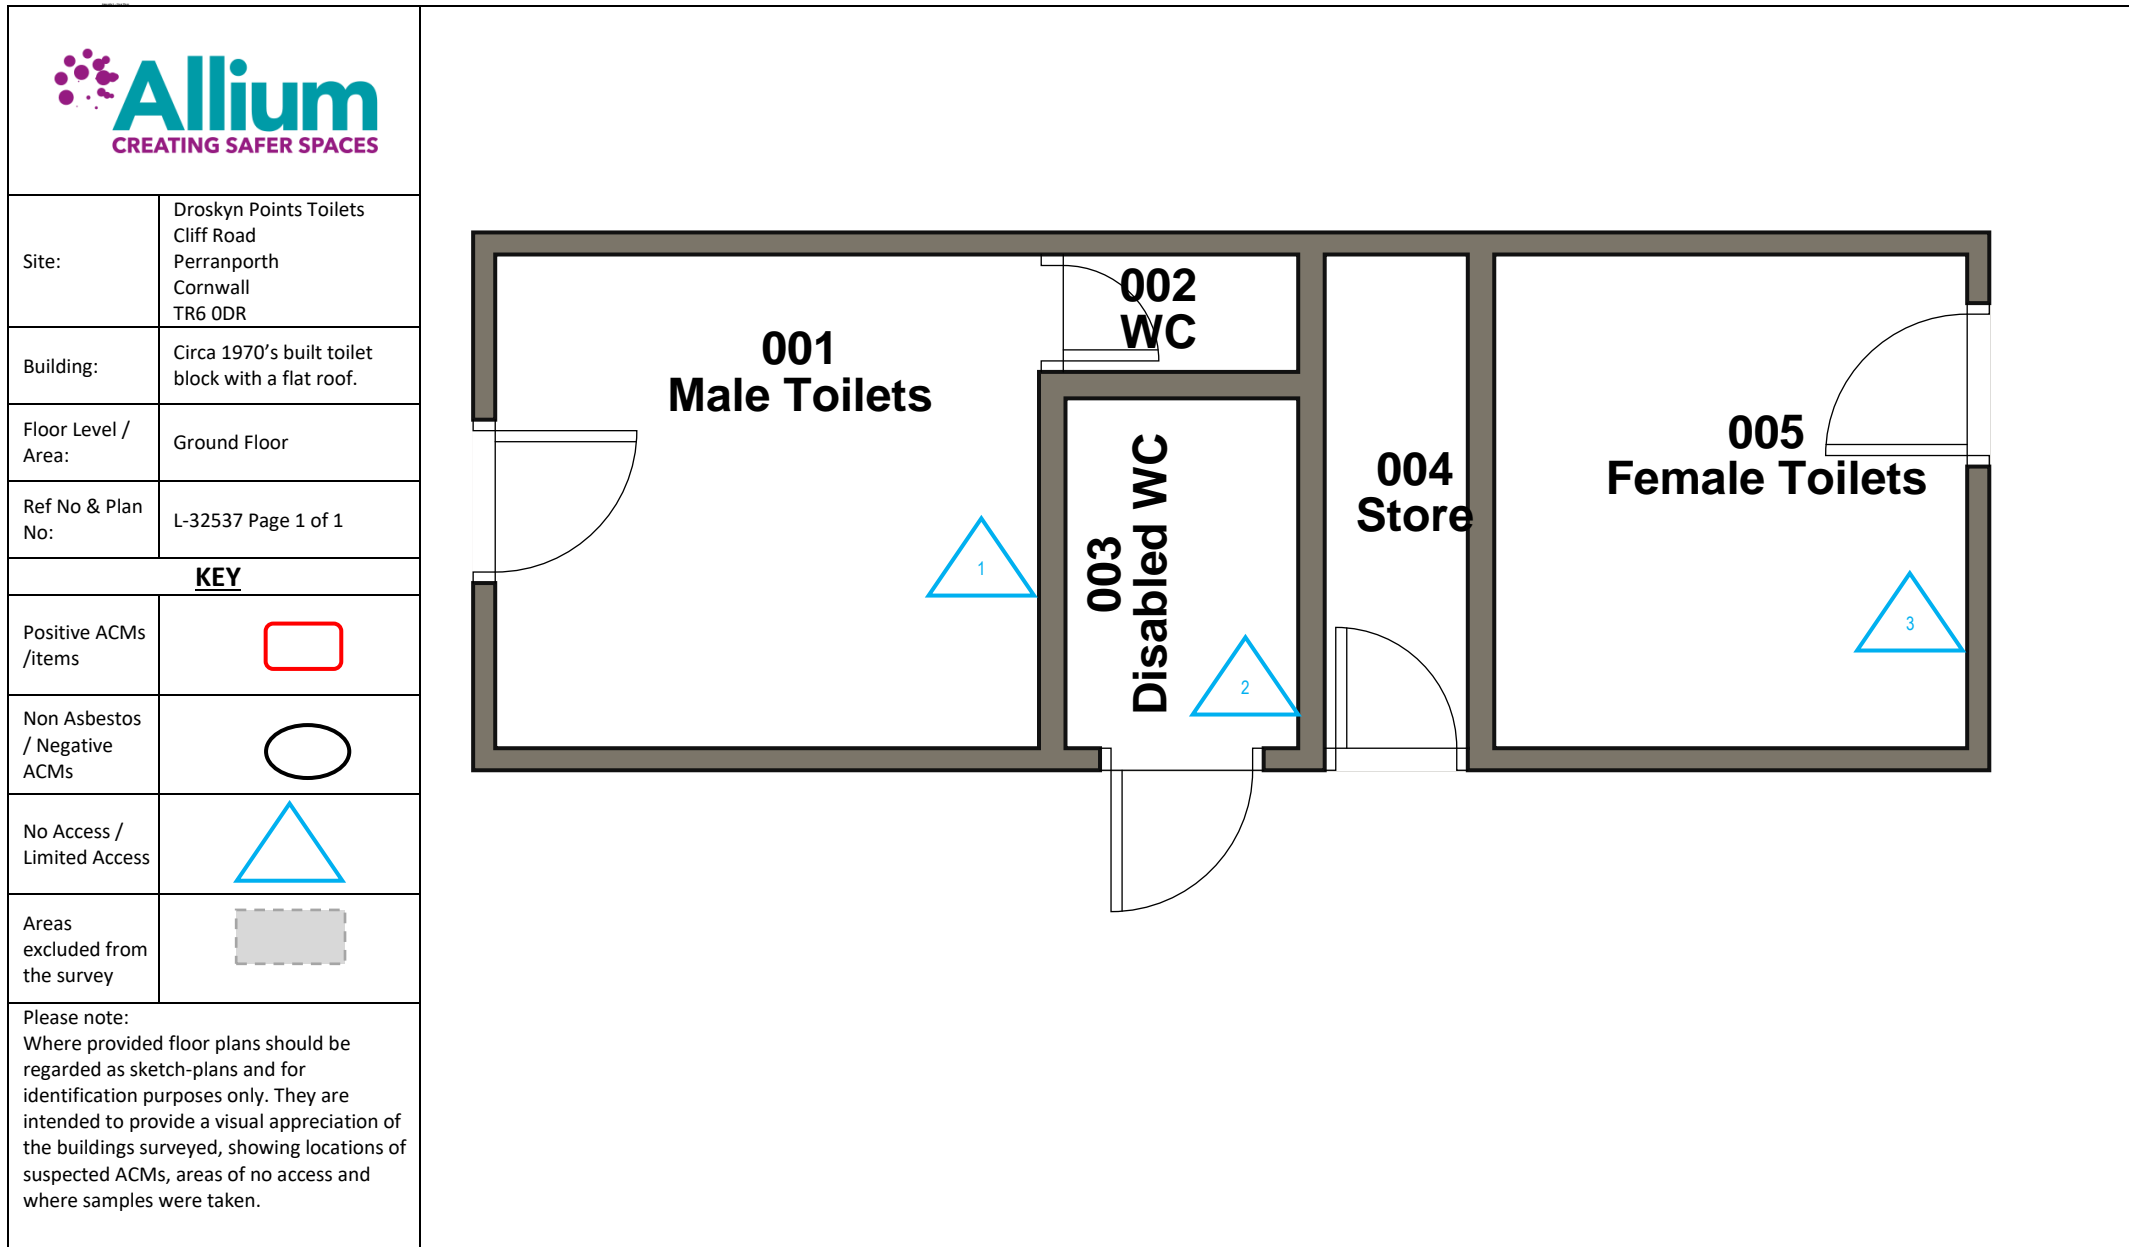 Allium
CREATING SAFER SPACES
Site:
Droskyn Points Toilets
Cliff Road
Perranporth
Cornwall
TR6 0DR
Building:
Circa 1970’s built toilet
block with a flat roof.
Floor Level /
Area:
Ground Floor
Ref No & Plan
No:
L-32537 Page 1 of 1
KEY
Positive ACMs
/items
Non Asbestos
/ Negative
ACMs
No Access /
Limited Access
Areas
excluded from
the survey
Please note:
Where provided floor plans should be
regarded as sketch-plans and for
identification purposes only. They are
intended to provide a visual appreciation of
the buildings surveyed, showing locations of
suspected ACMs, areas of no access and
where samples were taken.
001
Male Toilets
002
WC
003
Disabled WC
004
Store
005
Female Toilets
1
2
3